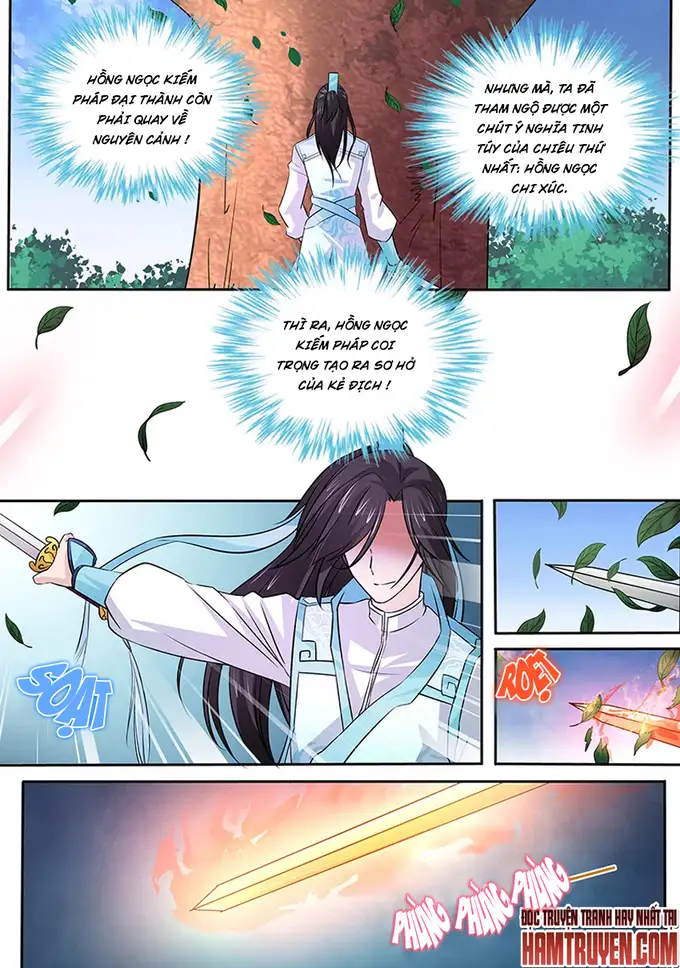 HỒNG NGỌC KIẾM
PHÁP ĐẠI THÀNH CÒN
PHẢI QUAY VỀ
NGUYÊN CẢNH !
NHƯNG MÀ, TA ĐÃ
THAM NGỘ ĐƯỢC MỘT
CHÚT Ý NGHĨA TINH
TÚY CỦA CHIÊU THỨ
NHẤT: HỒNG NGỌC
CHI XÚC.
THÌ RA, HỒNG NGỌC
KIẾM PHÁP COI
TRỌNG TẠO RA SƠ HỞ
CỦA KẺ ĐỊCH !
SOẠT
ROẸT
PHÙNG PHÙNG PHÙNG
ĐỌC TRUYỆN TRANH HAY NHẤT TẠI
HAMTRUYEN.COM